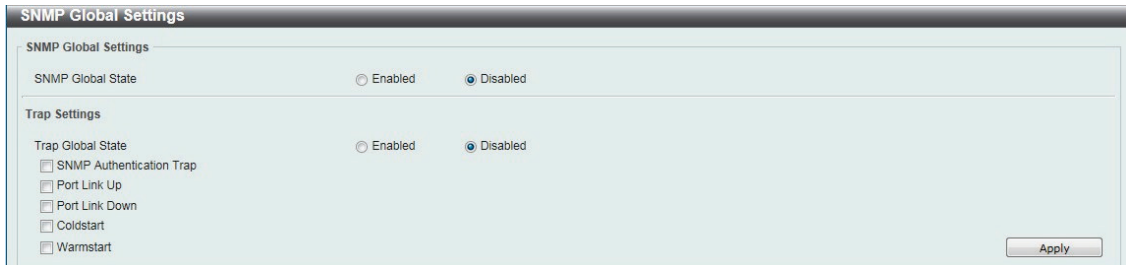 SNMP Global Settings
SNMP Global Settings
SNMP Global State Enabled Disabled
Trap Settings
Trap Global State Enabled Disabled
SNMP Authentication Trap
Port Link Up
Port Link Down
Coldstart
Warmstart Apply